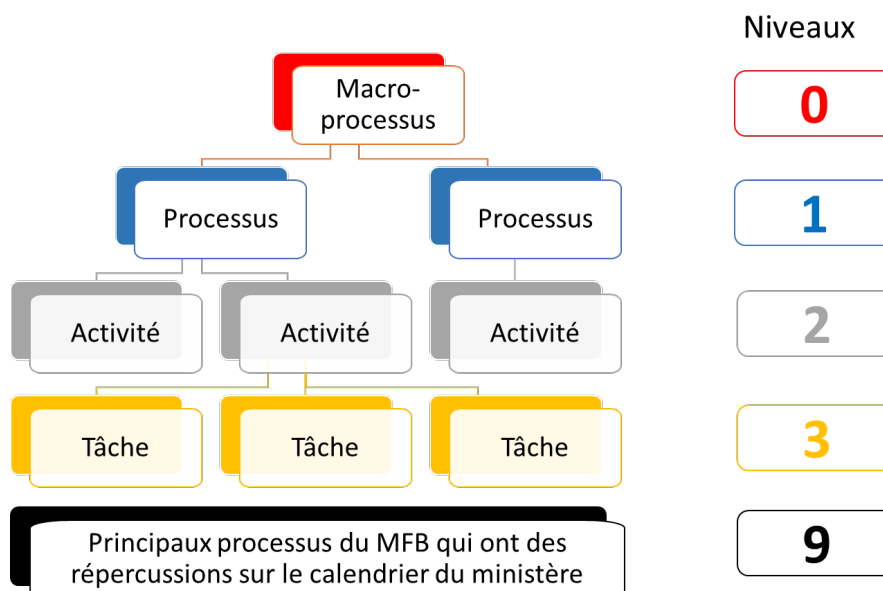 Niveaux
Macro-
processus
0
Processus
Processus
1
Activité
Activité
Activité
2
Tâche
Tâche
Tâche
3
Principaux processus du MFB qui ont des
répercussions sur le calendrier du ministère
9